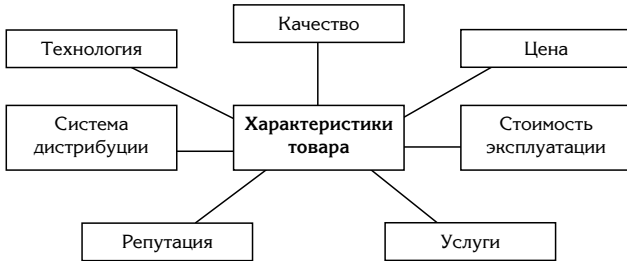 Качество
Технология
Цена
Система
дистрибуции
Характеристики
товара
Стоимость
эксплуатации
Репутация
Услуги